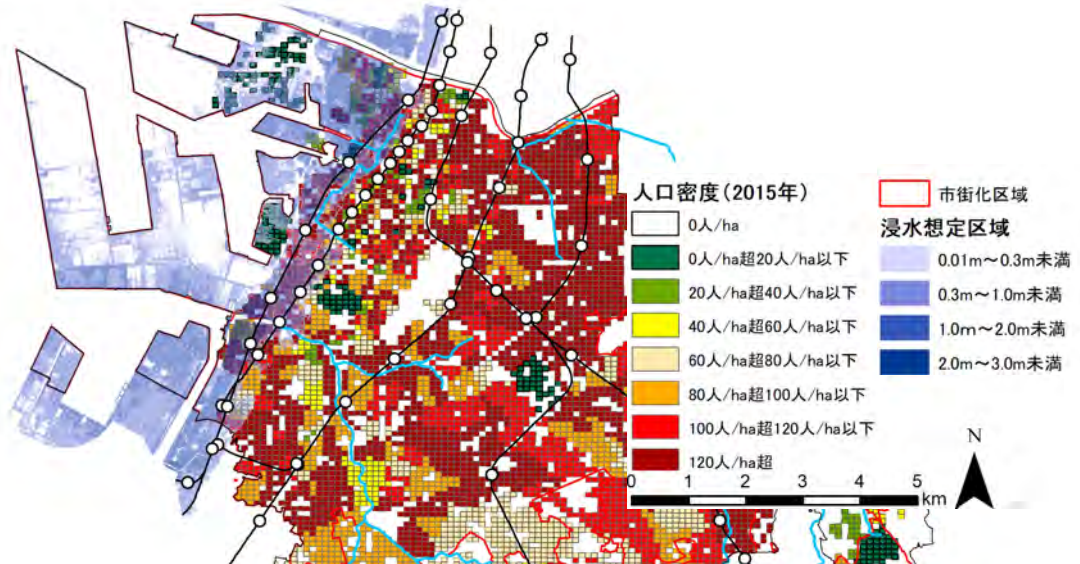 人口密度(2015年)
0人/ha
0人/ha超20人/ha以下
20人/ha超40人/ha以下
40人/ha超60人/ha以下
60人/ha超80人/ha以下
80人/ha超100人/ha以下
100人/ha超120人/ha以下
120人/ha超
市街化区域
浸水想定区域
0.01m～0.3m未満
0.3m～1.0m未満
1.0m～2.0m未満
2.0m～3.0m未満
N
0 1 2 3 4 5
km